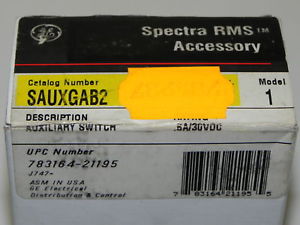 Spectra RMS™
Accessory
Catalog Number
SAUXGAB2
Model
1
DESCRIPTION
AUXILIARY SWITCH
.5A/30VDC
UPC Number
783164-21195
J747-
ASM IN USA
GE Electrical
Distribution & Control
7 83164 21195 5